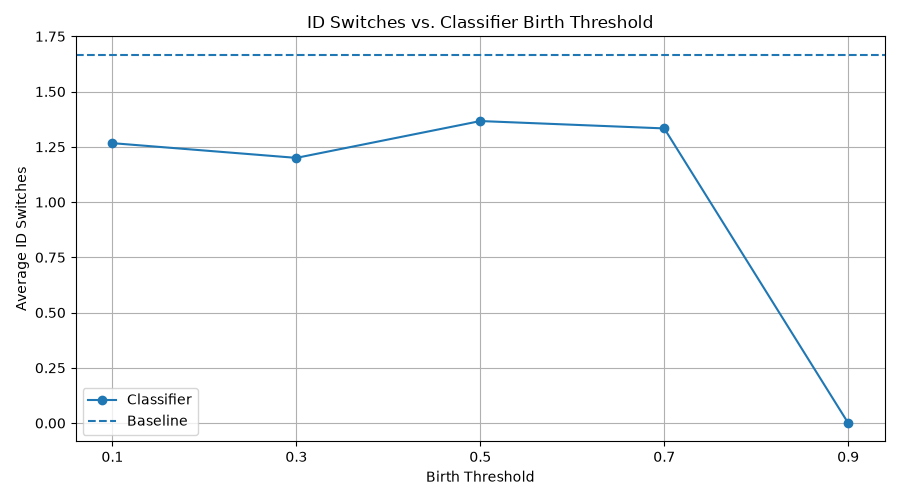 ID Switches vs. Classifier Birth Threshold
1.75
1.50
1.25
1.00
0.75
0.50
0.25
0.00
Average ID Switches
Classifier
Baseline
0.1 0.3 0.5 0.7 0.9
Birth Threshold